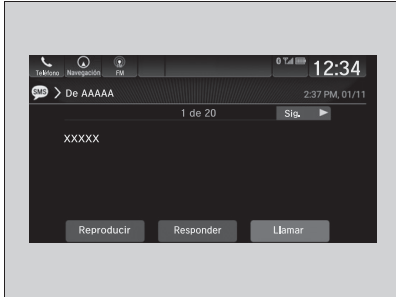 Teléfono Navegación FM
0 12:34
SMS De AAAAA 2:37 PM, 01/11
1 de 20 Sig.
XXXXX
Reproducir Responder Llamar